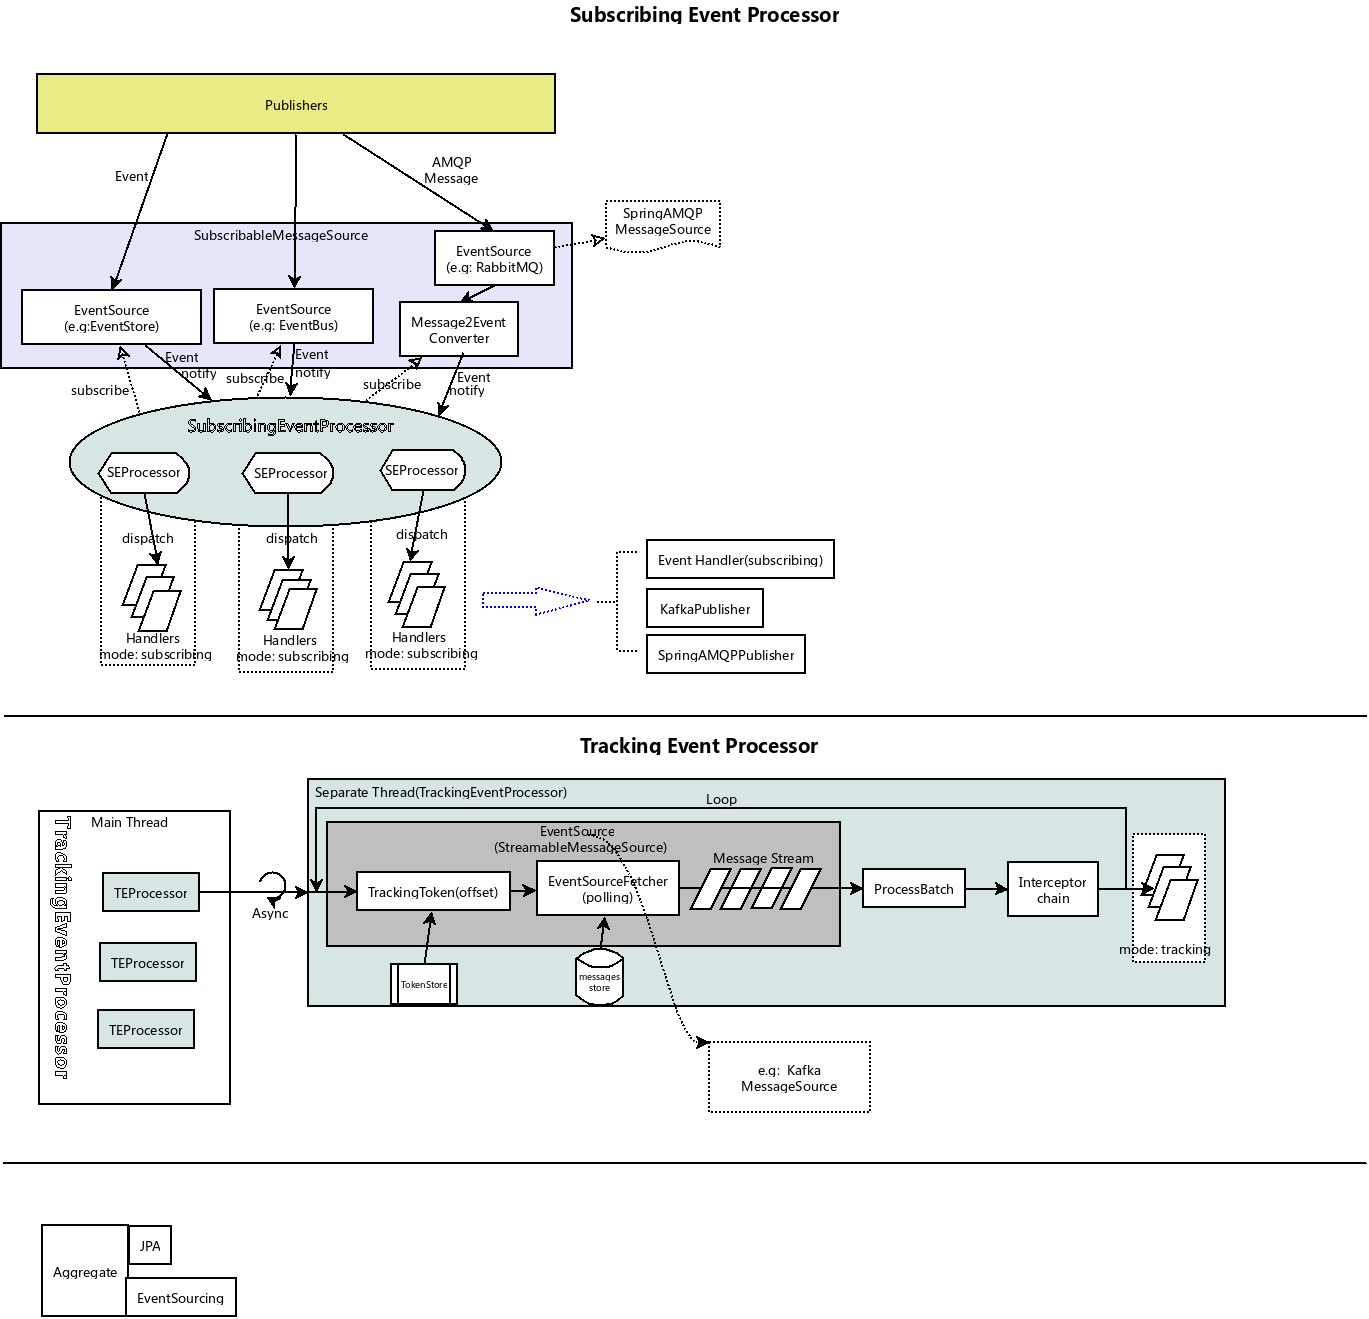 Subscribing Event Processor
Publishers
Event
AMQP
Message
SubscribableMessageSource
SpringAMQP
MessageSource
EventSource
(e.g: RabbitMQ)
EventSource
(e.g:EventStore)
EventSource
(e.g: EventBus)
Message2Event
Converter
subscribe
Event
notify
subscribe
Event
notify
subscribe
Event
notify
SubscribingEventProcessor
SEProcessor
SEProcessor
SEProcessor
dispatch
dispatch
dispatch
Handlers
mode: subscribing
Handlers
mode: subscribing
Handlers
mode: subscribing
Event Handler(subscribing)
KafkaPublisher
SpringAMQPPublisher
Tracking Event Processor
TrackingEventProcessor
Main Thread
TEProcessor
TEProcessor
TEProcessor
Async
Separate Thread(TrackingEventProcessor)
Loop
EventSource
(StreamableMessageSource)
TrackingToken(offset)
EventSourceFetcher
(polling)
Message Stream
ProcessBatch
Interceptor
chain
mode: tracking
TokenStore
messages
store
e.g: Kafka
MessageSource
Aggregate
JPA
EventSourcing